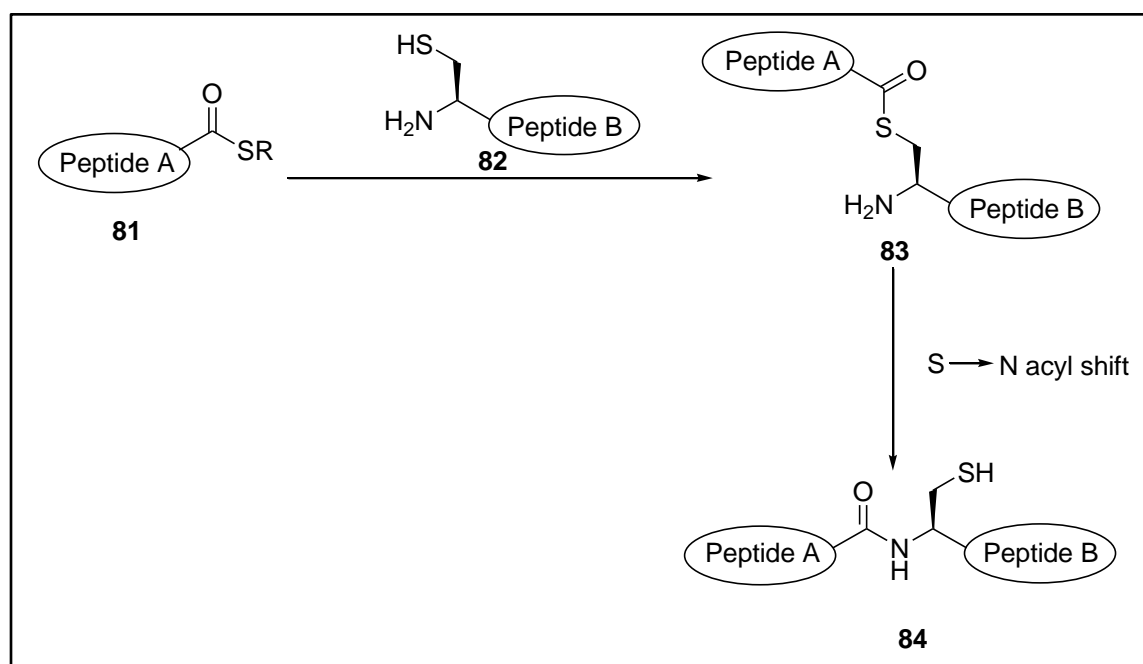 HS
H₂N
Peptide B
82
O
Peptide A
SR
81
Peptide A
O
S
H₂N
Peptide B
83
S → N acyl shift
SH
O
Peptide A
N
H
Peptide B
84